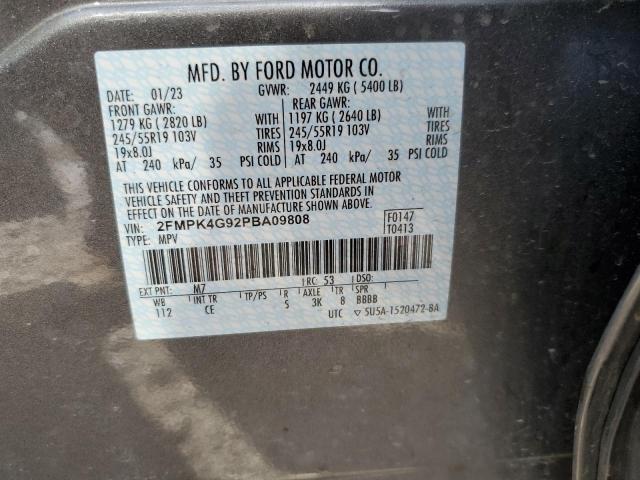 MFD. BY FORD MOTOR CO.
DATE: 01/23 GVWR: 2449 KG ( 5400 LB)
FRONT GAWR: REAR GAWR:
1279 KG ( 2820 LB) WITH 1197 KG ( 2640 LB) WITH
245/55R19 103V TIRES 245/55R19 103V TIRES
19x8.0J RIMS 19x8.0J RIMS
AT 240 kPa/ 35 PSI COLD AT 240 kPa/ 35 PSI COLD
THIS VEHICLE CONFORMS TO ALL APPLICABLE FEDERAL MOTOR
VEHICLE SAFETY AND THEFT PREVENTION STANDARDS IN
EFFECT ON THE DATE OF MANUFACTURE SHOWN ABOVE.
VIN: 2FMPK4G92PBA09808 F0147
TYPE: MPV T0413
EXT PNT: M7 RC: 53 DSO:
WB INT TR TP/PS R AXLE TR SPR
112 CE 5 3K 8 BBBB
UTC ▽ 5U5A-1520472-BA